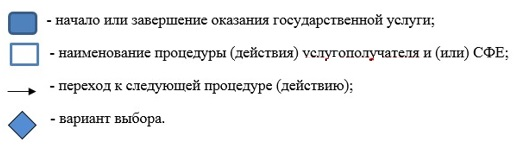 - начало или завершение оказания государственной услуги;
- наименование процедуры (действия) услугополучателя и (или) СФЕ;
- переход к следующей процедуре (действию);
- вариант выбора.